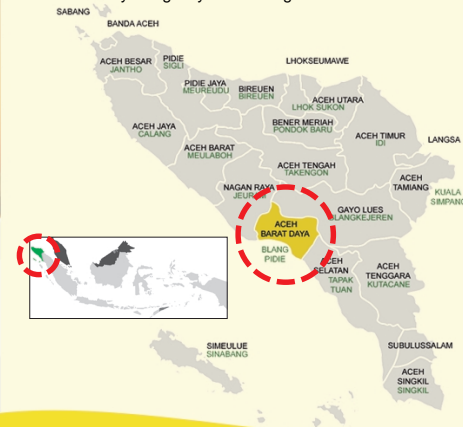 SABANG
BANDA ACEH
ACEH BESAR
JANTHO
PIDIE
SIGLI
LHOKSEUMAWE
PIDIE JAYA
MEUREUDU
BIREUEN
BIREUEN
ACEH UTARA
LHOK SUKON
ACEH JAYA
CALANG
BENER MERIAH
PONDOK BARU
ACEH TIMUR
IDI
LANGSA
ACEH BARAT
MEULABOH
ACEH TENGAH
TAKENGON
ACEH
TAMIANG
KUALA
SIMPANG
NAGAN RAYA
GAYO LUES
ACEH
BARAT DAYA
BLANG
PIDIE
SELATAN
TAPAK
TUAN
ACEH
TENGGARA
KUTACANE
SIMEULUE
SINABANG
SUBULUSSALAM
ACEH
SINGKIL
SINGKIL